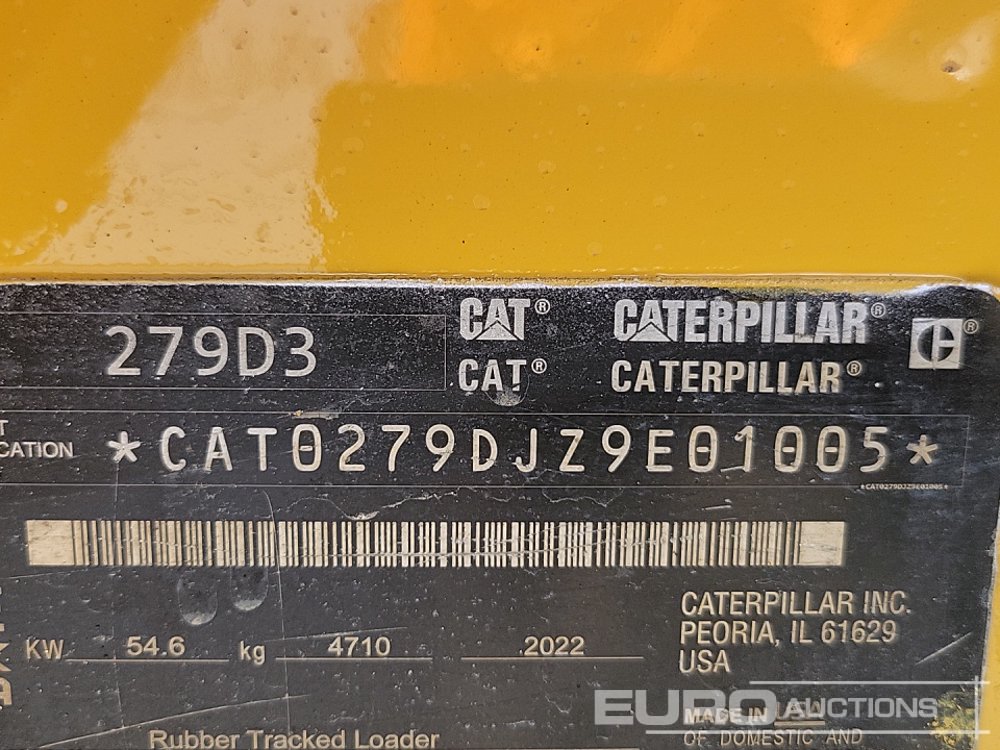 279D3 CAT® CATERPILLAR® ®
CAT® CATERPILLAR®
CATION *CAT0279DJZ9E01005*
*CAT0279DJZ9E01005*
CATERPILLAR INC.
PEORIA, IL 61629
USA
KW 54.6 kg 4710 2022
MADE IN
OF DOMESTIC AND
Rubber Tracked Loader
EURO AUCTIONS